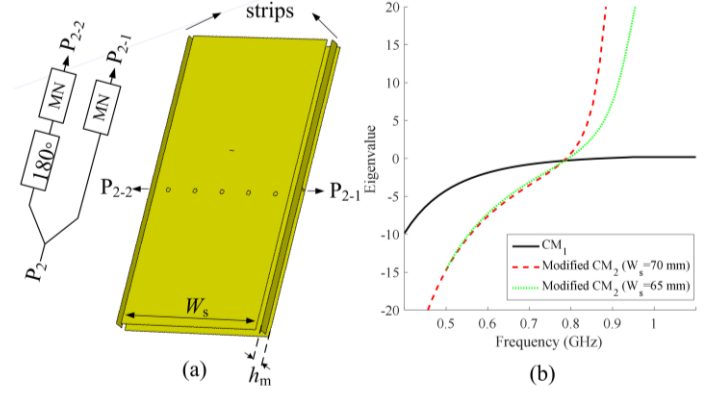 strips
P2-2
P2-1
MN
MN
180°
P2
P2-2
P2-1
Ws
hm
(a)
20
15
10
5
0
-5
-10
-15
-20
Eigenvalue
0.5 0.6 0.7 0.8 0.9 1
Frequency (GHz)
CM1
Modified CM2 (Ws=70 mm)
Modified CM2 (Ws=65 mm)
(b)